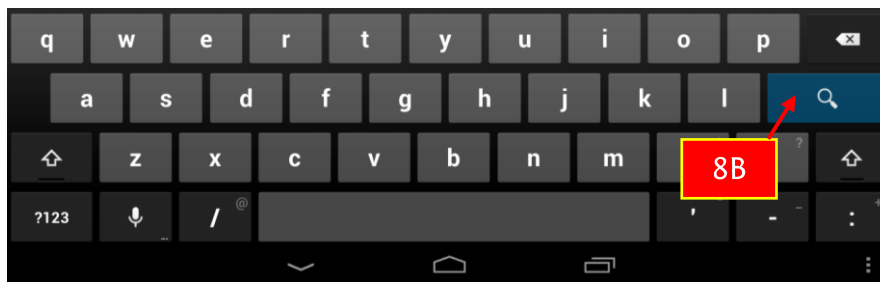 q w e r t y u i o p
a s d f g h j k l
z x c v b n m ?
8B
?123 / @ ' - _ : +